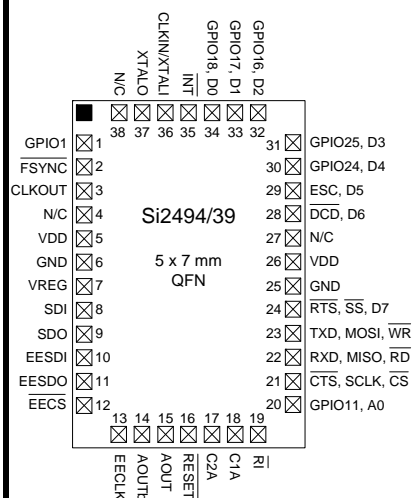 N/C
XTALO
CLKIN/XTALI
INT
GPIO18, D0
GPIO17, D1
GPIO16, D2
38 37 36 35 34 33 32
GPIO1 1
FSYNC 2
CLKOUT 3
N/C 4
VDD 5
GND 6
VREG 7
SDI 8
SDO 9
EESDI 10
EESDO 11
EECS 12
Si2494/39
5 x 7 mm
QFN
31 GPIO25, D3
30 GPIO24, D4
29 ESC, D5
28 DCD, D6
27 N/C
26 VDD
25 GND
24 RTS, SS, D7
23 TXD, MOSI, WR
22 RXD, MISO, RD
21 CTS, SCLK, CS
20 GPIO11, A0
13 14 15 16 17 18 19
EECLK
AOUTb
AOUT
RESET
C2A
C1A
RI